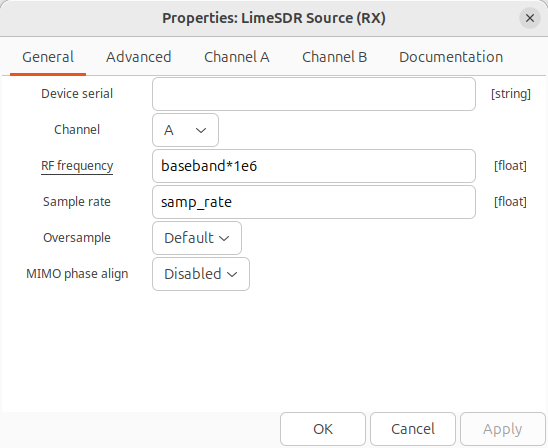 Properties: LimeSDR Source (RX)
General Advanced Channel A Channel B Documentation
Device serial [string]
Channel A
RF frequency baseband*1e6 [float]
Sample rate samp_rate [float]
Oversample Default
MIMO phase align Disabled
OK Cancel Apply